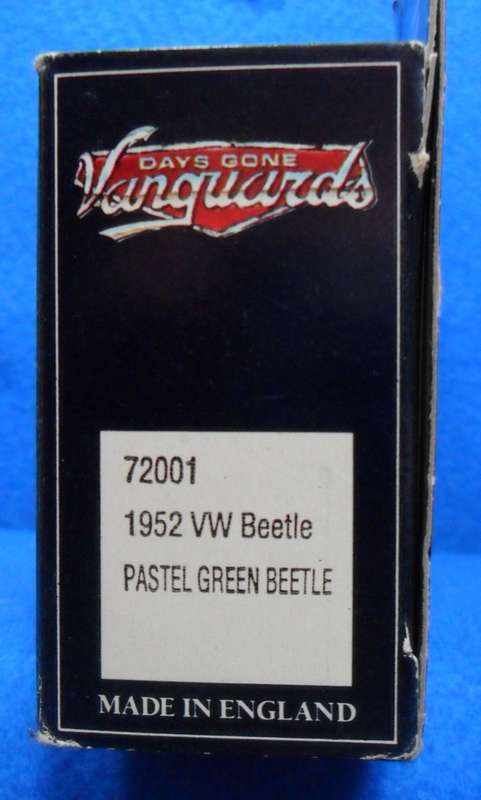 DAYS GONE
Vanguards
72001
1952 VW Beetle
PASTEL GREEN BEETLE
MADE IN ENGLAND